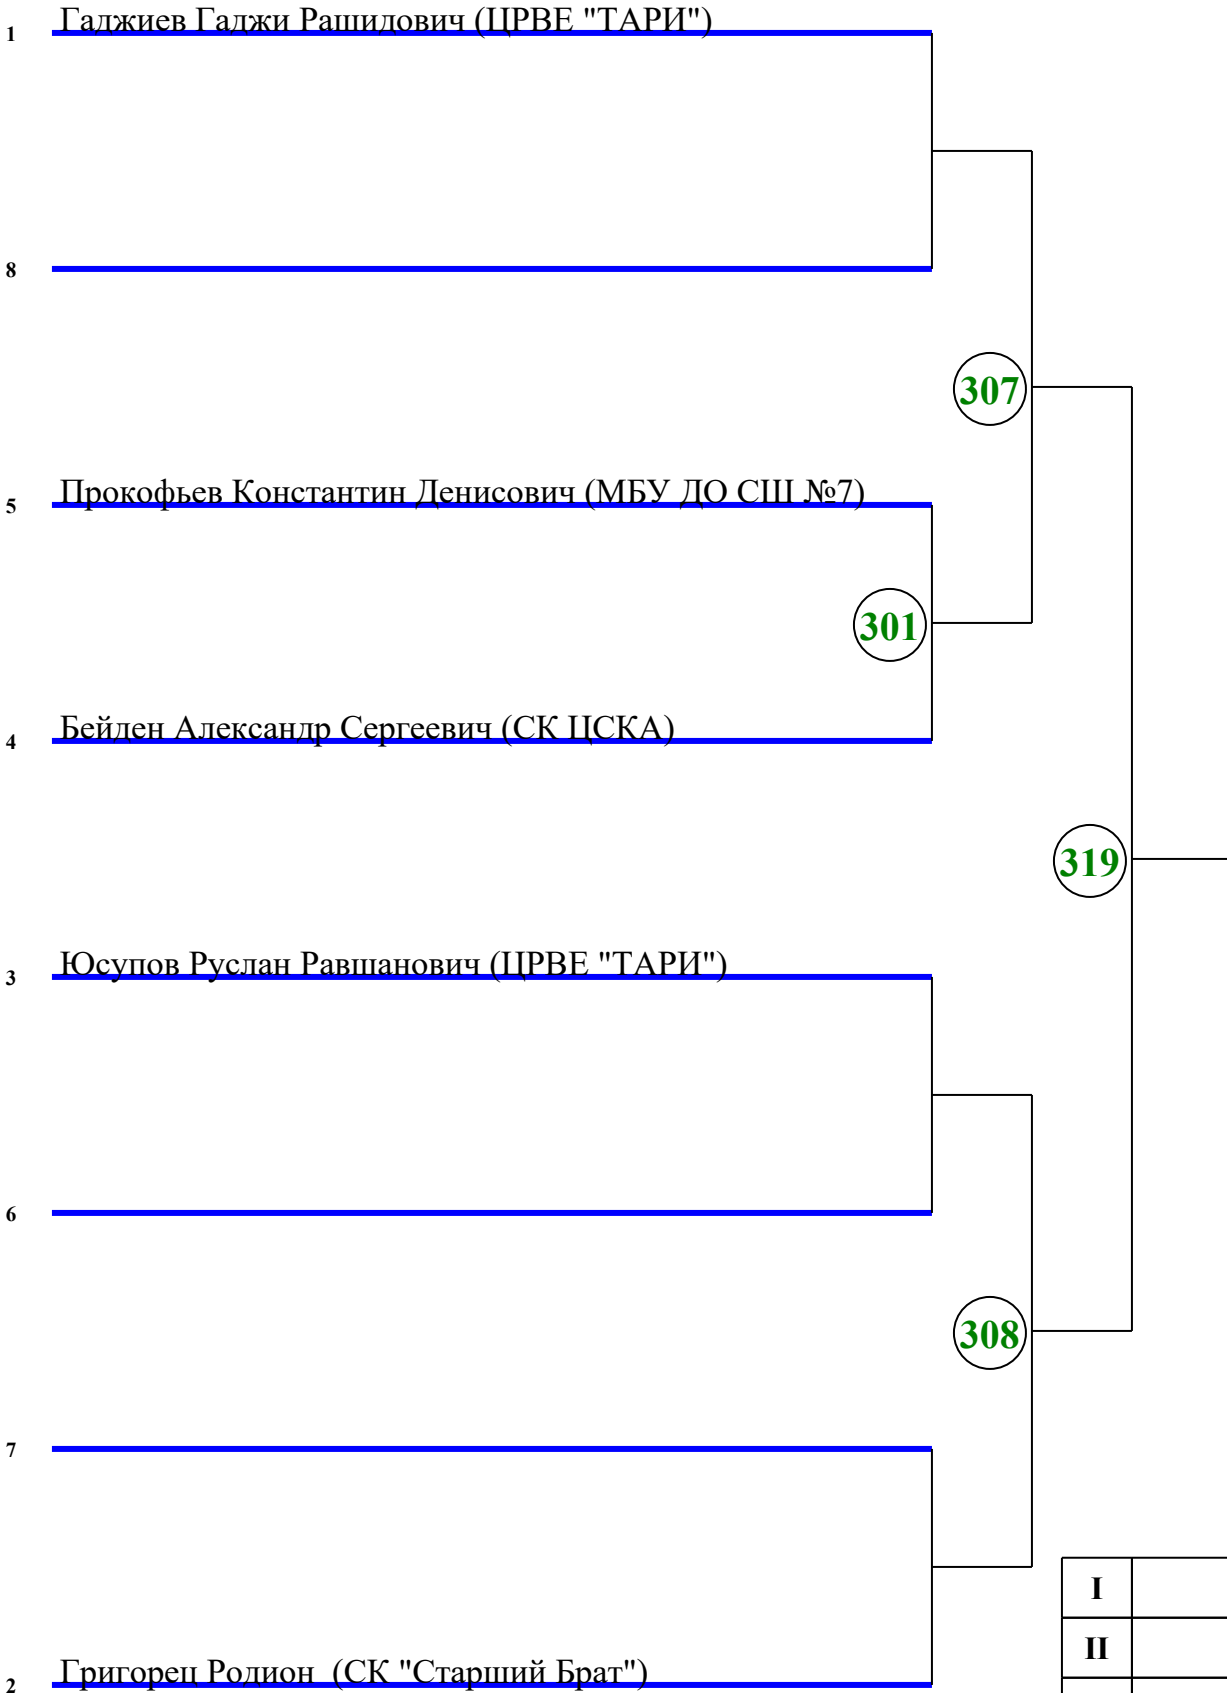 1 Гаджиев Гаджи Рашидович (ЦРВЕ "ТАРИ")
8
307
5 Прокофьев Константин Денисович (МБУ ДО СШ №7)
301
4 Бейден Александр Сергеевич (СК ЦСКА)
319
3 Юсупов Руслан Равшанович (ЦРВЕ "ТАРИ")
6
308
7
I
II
2 Григорец Родион (СК "Старший Брат")